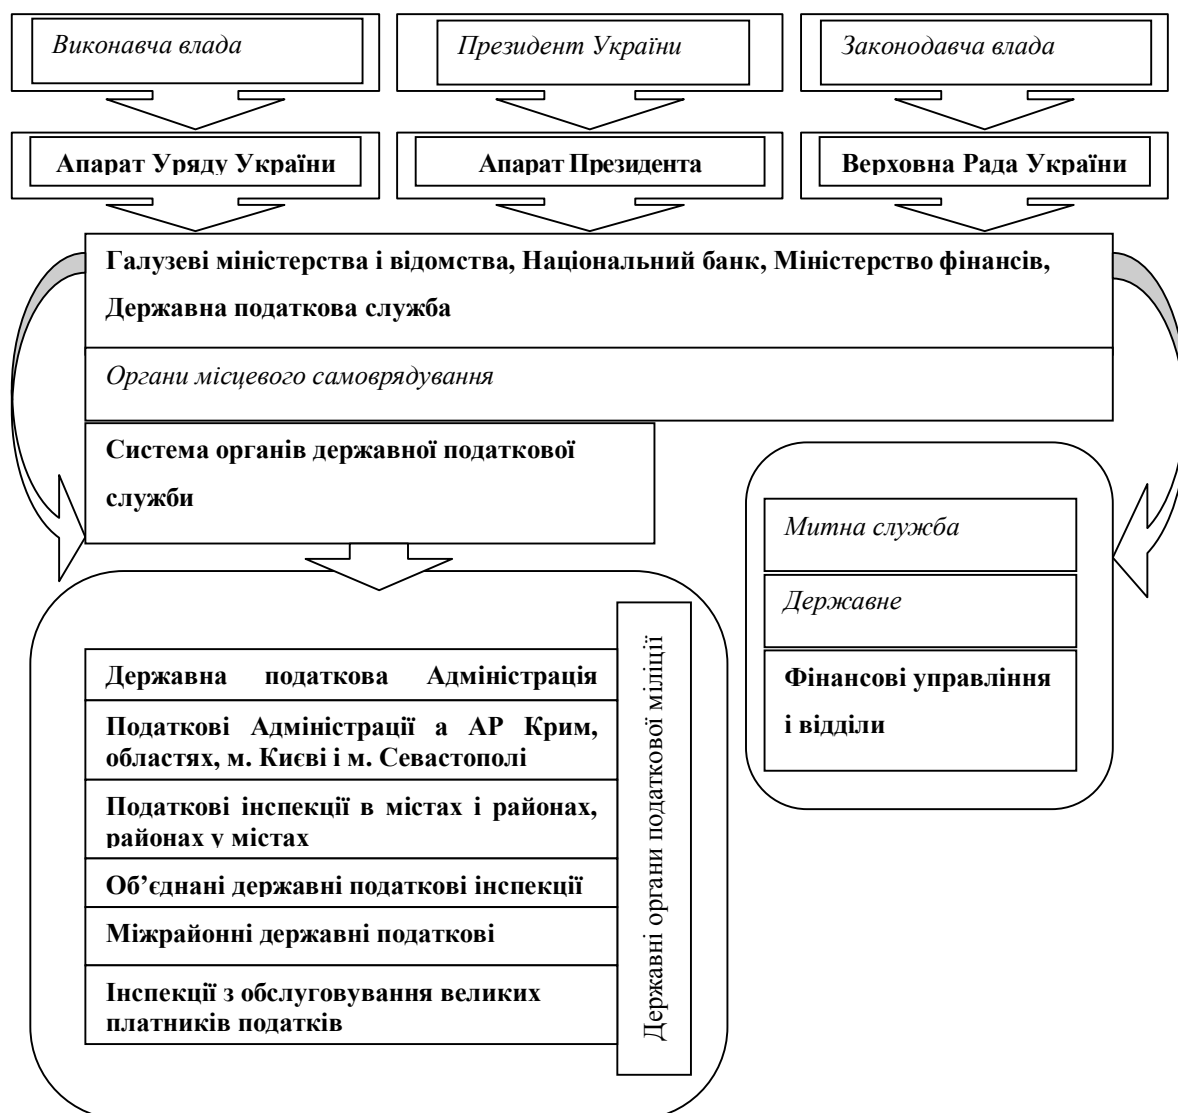 Виконавча влада
Президент України
Законодавча влада
Апарат Уряду України
Апарат Президента
Верховна Рада України
Галузеві міністерства і відомства, Національний банк, Міністерство фінансів,
Державна податкова служба
Органи місцевого самоврядування
Система органів державної податкової
служби
Державна податкова Адміністрація
Податкові Адміністрації а АР Крим,
областях, м. Києві і м. Севастополі
Податкові інспекції в містах і районах,
районах у містах
Об’єднані державні податкові інспекції
Міжрайонні державні податкові
Інспекції з обслуговування великих
платників податків
Державні органи податкової міліції
Митна служба
Державне
Фінансові управління
і відділи